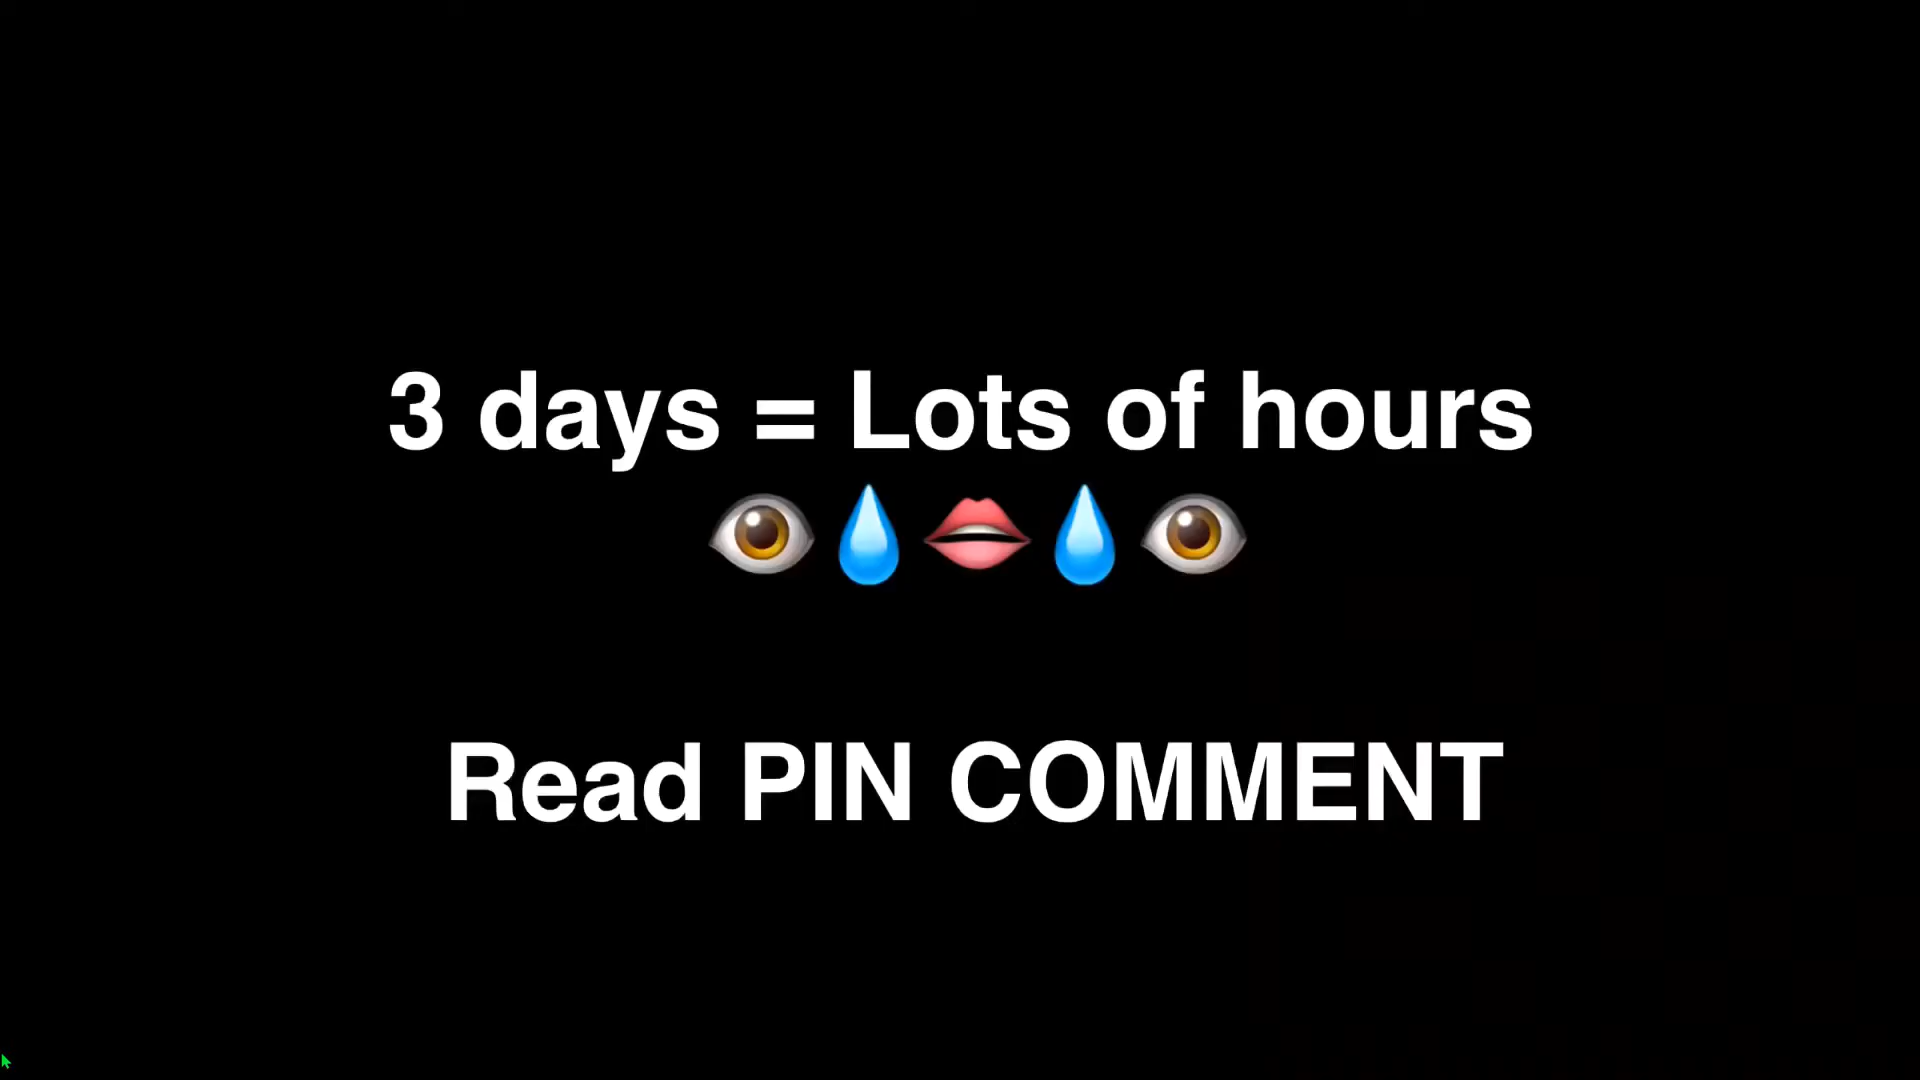 3 days = Lots of hours
👁️💧👄💧👁️
Read PIN COMMENT